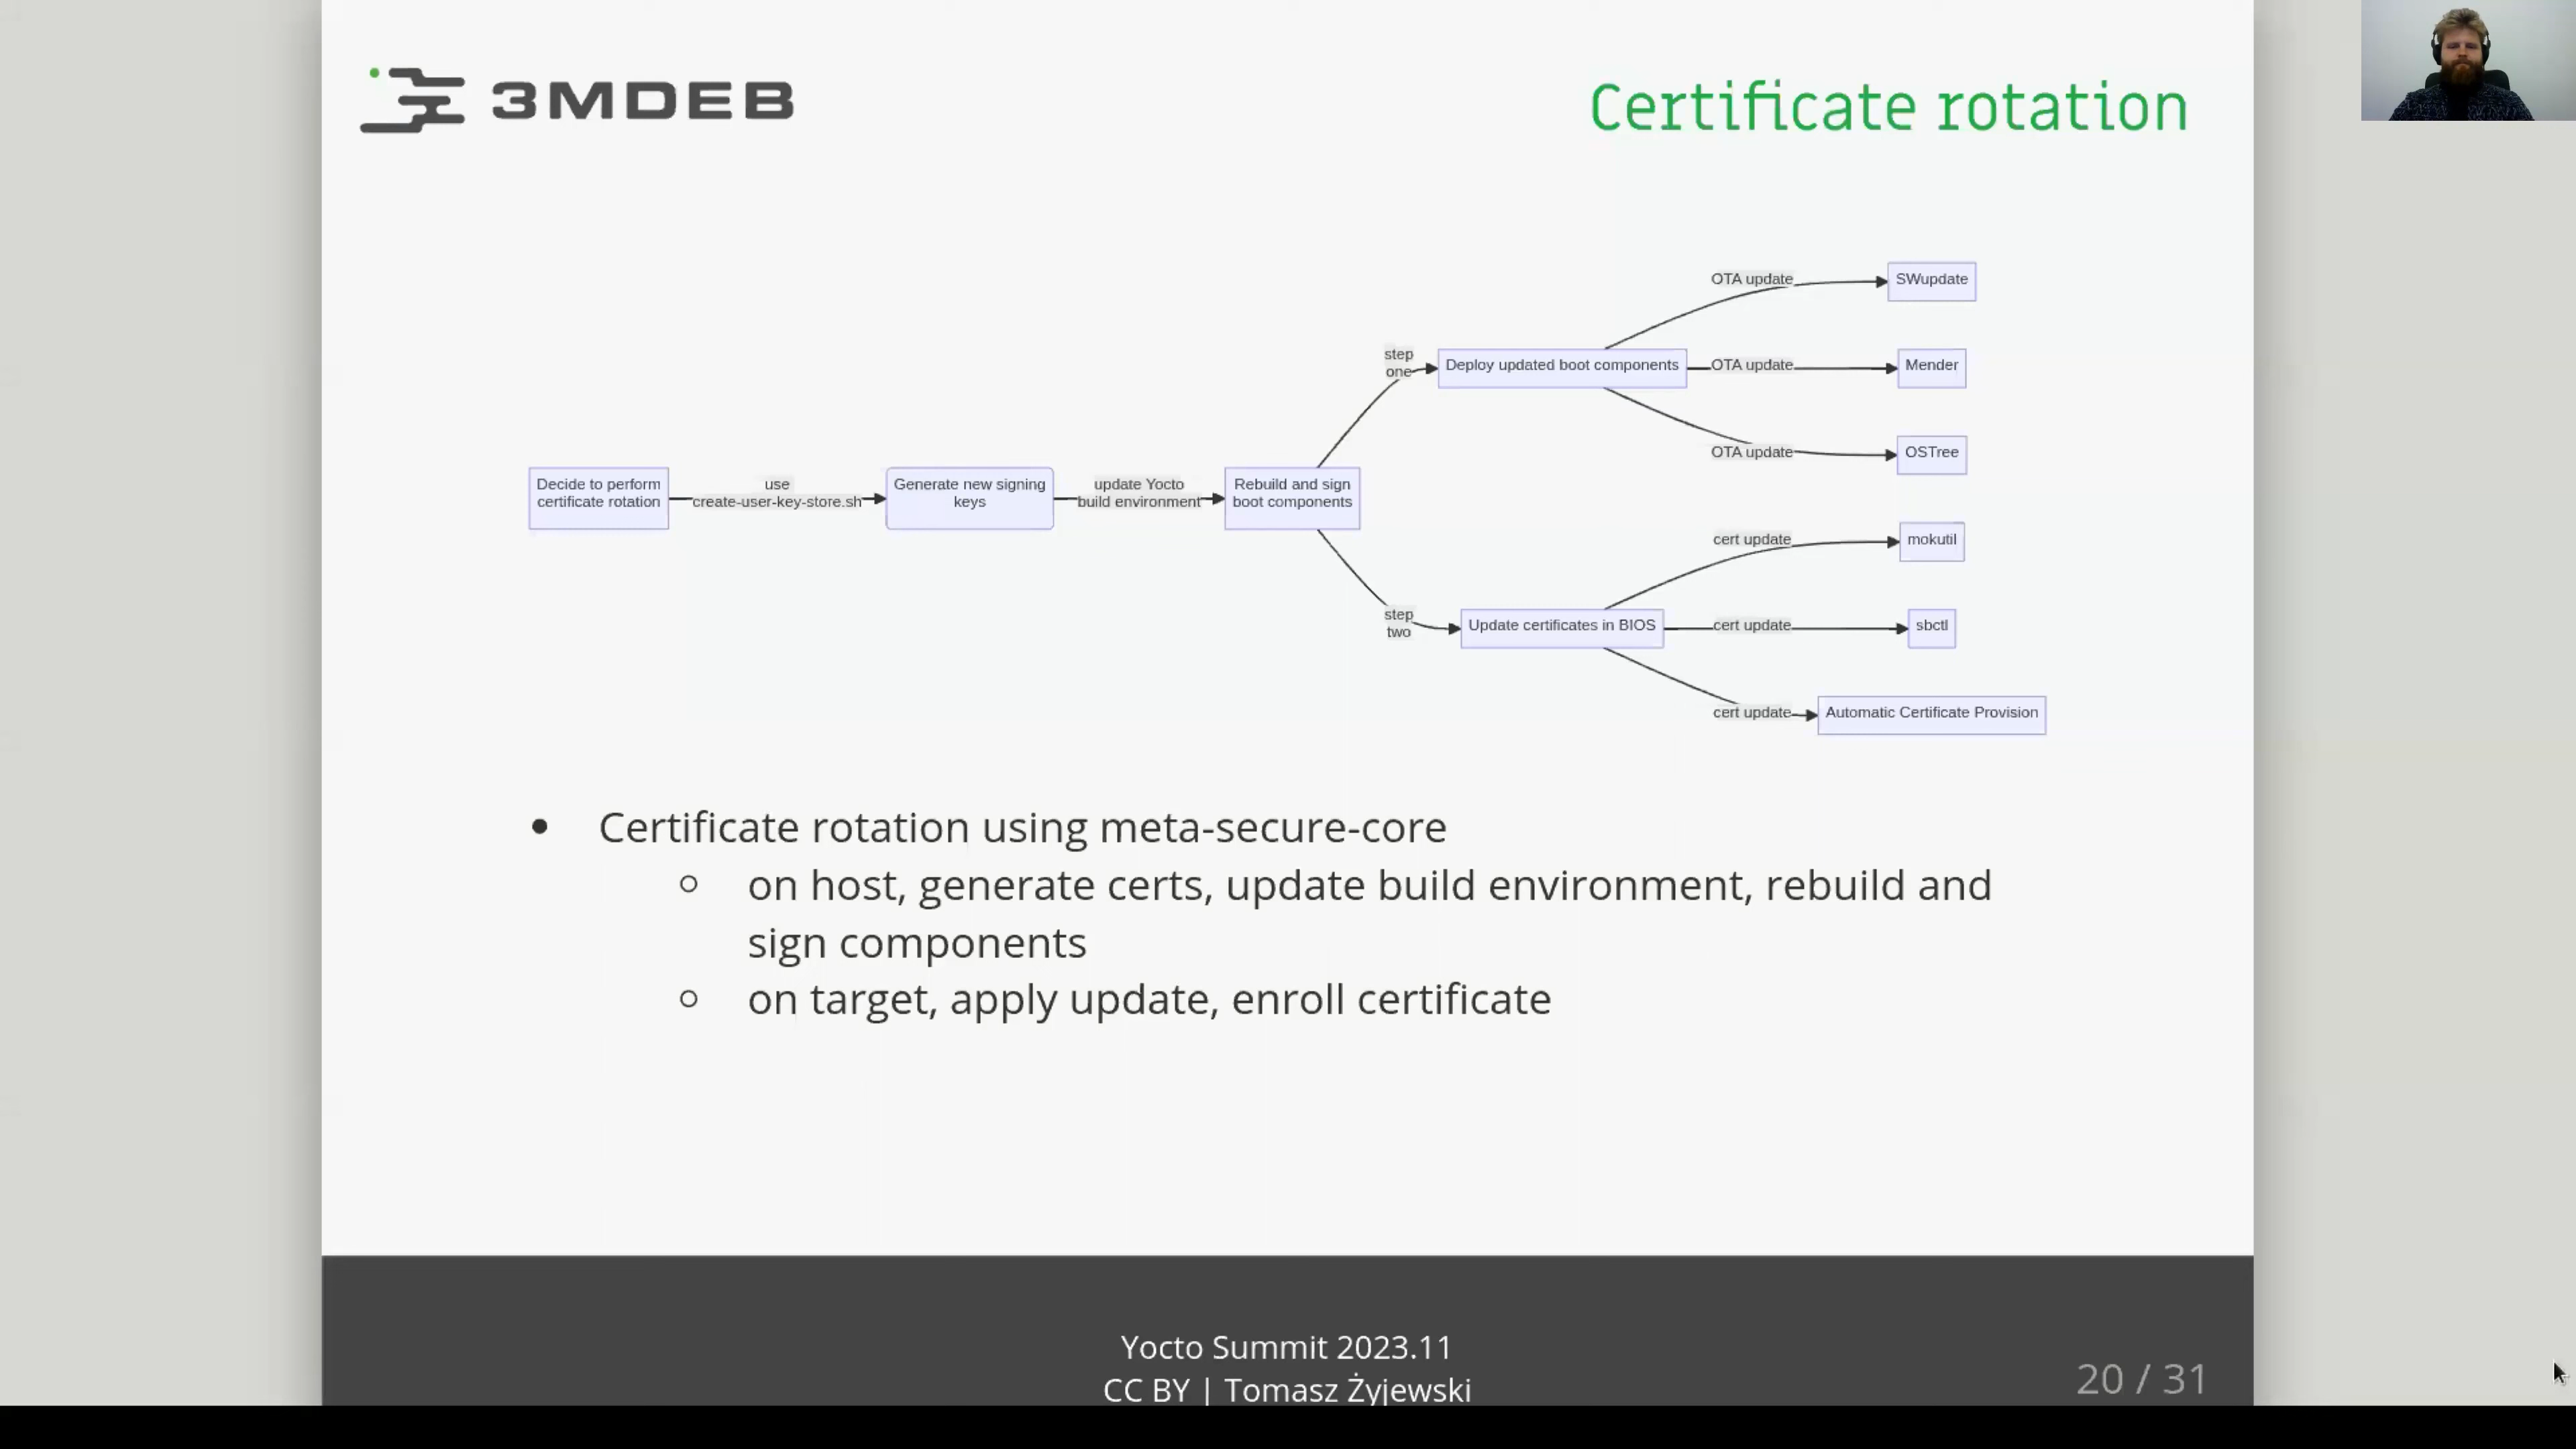 3MDEB
Certificate rotation
Decide to perform
certificate rotation
use
create-user-key-store.sh
Generate new signing
keys
update Yocto
build environment
Rebuild and sign
boot components
step
one
Deploy updated boot components
OTA update
SWupdate
OTA update
Mender
OTA update
OSTree
step
two
Update certificates in BIOS
cert update
mokutil
cert update
sbctl
cert update
Automatic Certificate Provision
• Certificate rotation using meta-secure-core
○ on host, generate certs, update build environment, rebuild and
sign components
○ on target, apply update, enroll certificate
Yocto Summit 2023.11
CC BY | Tomasz Żyjewski
20 / 31